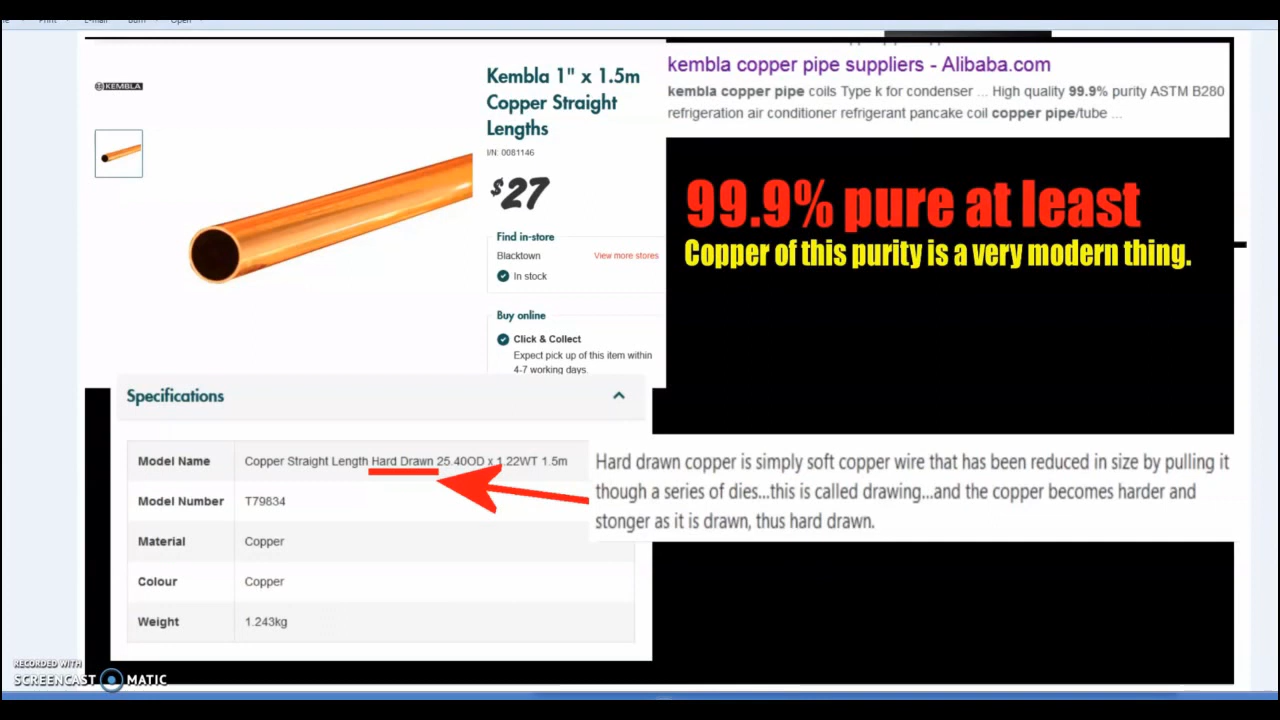 Print
E-mail
Burn
Open
KEMBLA
Kembla 1" x 1.5m
Copper Straight
Lengths
I/N: 0081146
$27
Find in-store
Blacktown
View more stores
In stock
Buy online
Click & Collect
Expect pick up of this item within
4-7 working days.
kembla copper pipe suppliers - Alibaba.com
kembla copper pipe coils Type k for condenser ... High quality 99.9% purity ASTM B280
refrigeration air conditioner refrigerant pancake coil copper pipe/tube ...
99.9% pure at least
Copper of this purity is a very modern thing.
Specifications
Model Name Copper Straight Length Hard Drawn 25.40OD x 1.22WT 1.5m
Model Number T79834
Material Copper
Colour Copper
Weight 1.243kg
Hard drawn copper is simply soft copper wire that has been reduced in size by pulling it
though a series of dies...this is called drawing...and the copper becomes harder and
stonger as it is drawn, thus hard drawn.
RECORDED WITH
SCREENCAST MATIC